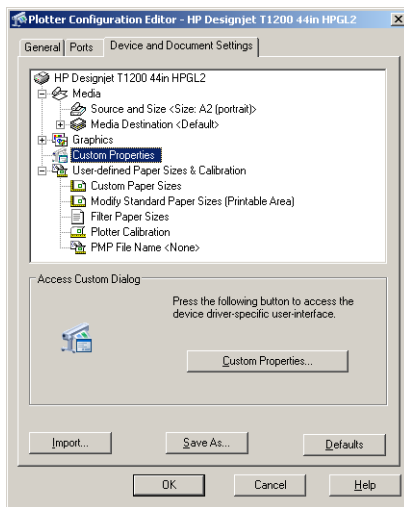 Plotter Configuration Editor - HP Designjet T1200 44in HPGL2
General Ports Device and Document Settings
HP Designjet T1200 44in HPGL2
Media
Source and Size <Size: A2 (portrait)>
Media Destination <Default>
Graphics
Custom Properties
User-defined Paper Sizes & Calibration
Custom Paper Sizes
Modify Standard Paper Sizes (Printable Area)
Filter Paper Sizes
Plotter Calibration
PMP File Name <None>
Access Custom Dialog
Press the following button to access the
device driver-specific user-interface.
Custom Properties...
Import... Save As... Defaults
OK Cancel Help